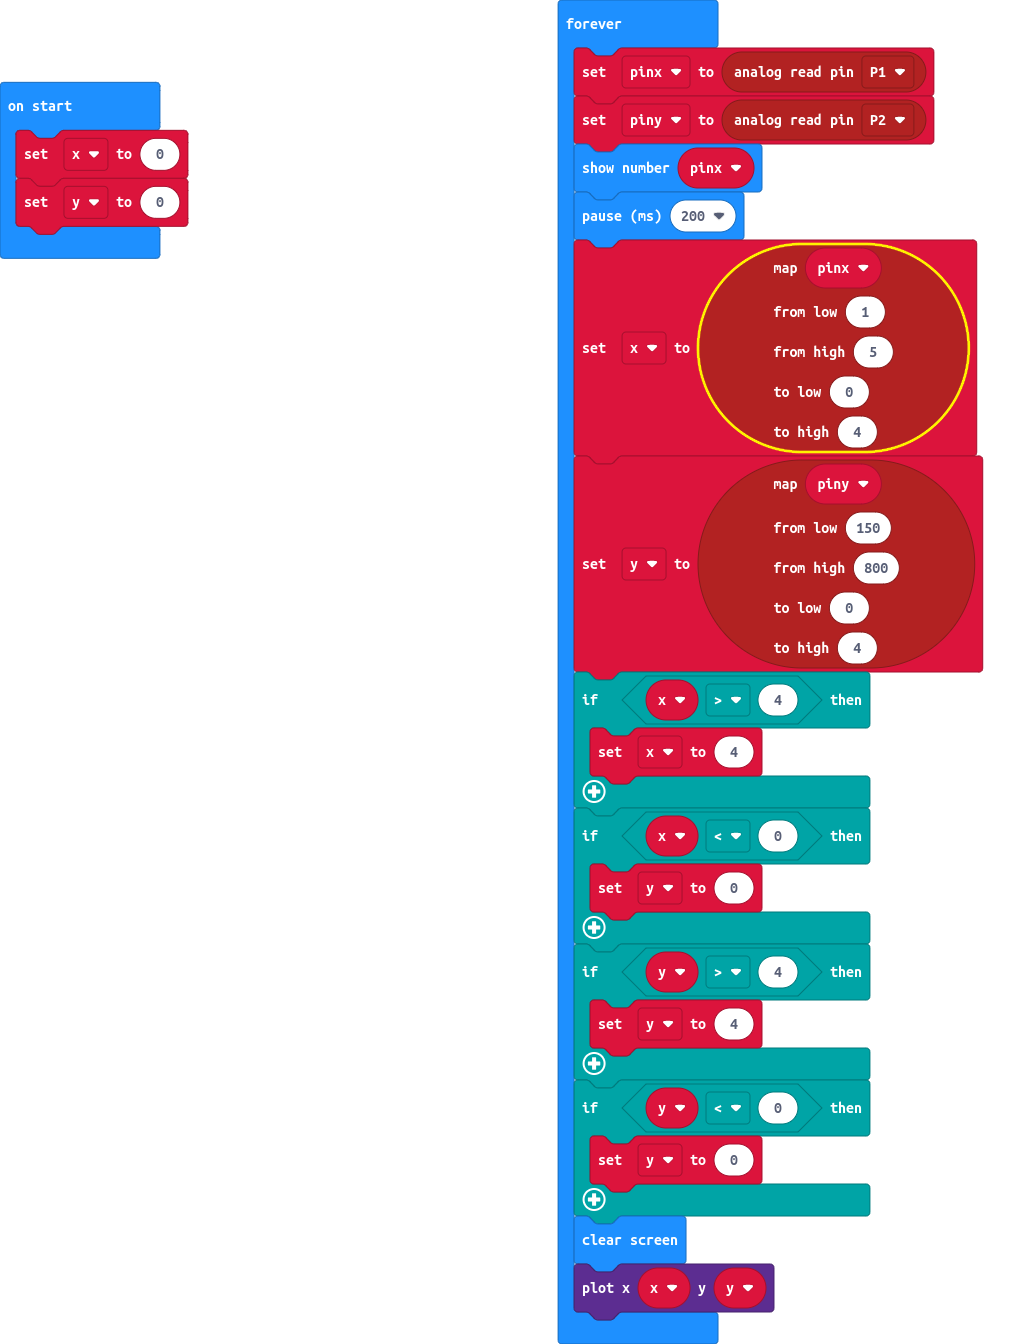 on start
set x to 0
set y to 0
forever
set pinx to analog read pin P1
set piny to analog read pin P2
show number pinx
pause (ms) 200
map pinx
from low 1
from high 5
set x to
to low 0
to high 4
map piny
from low 150
from high 800
set y to
to low 0
to high 4
if x > 4 then
set x to 4
if x < 0 then
set y to 0
if y > 4 then
set y to 4
if y < 0 then
set y to 0
clear screen
plot x x y y